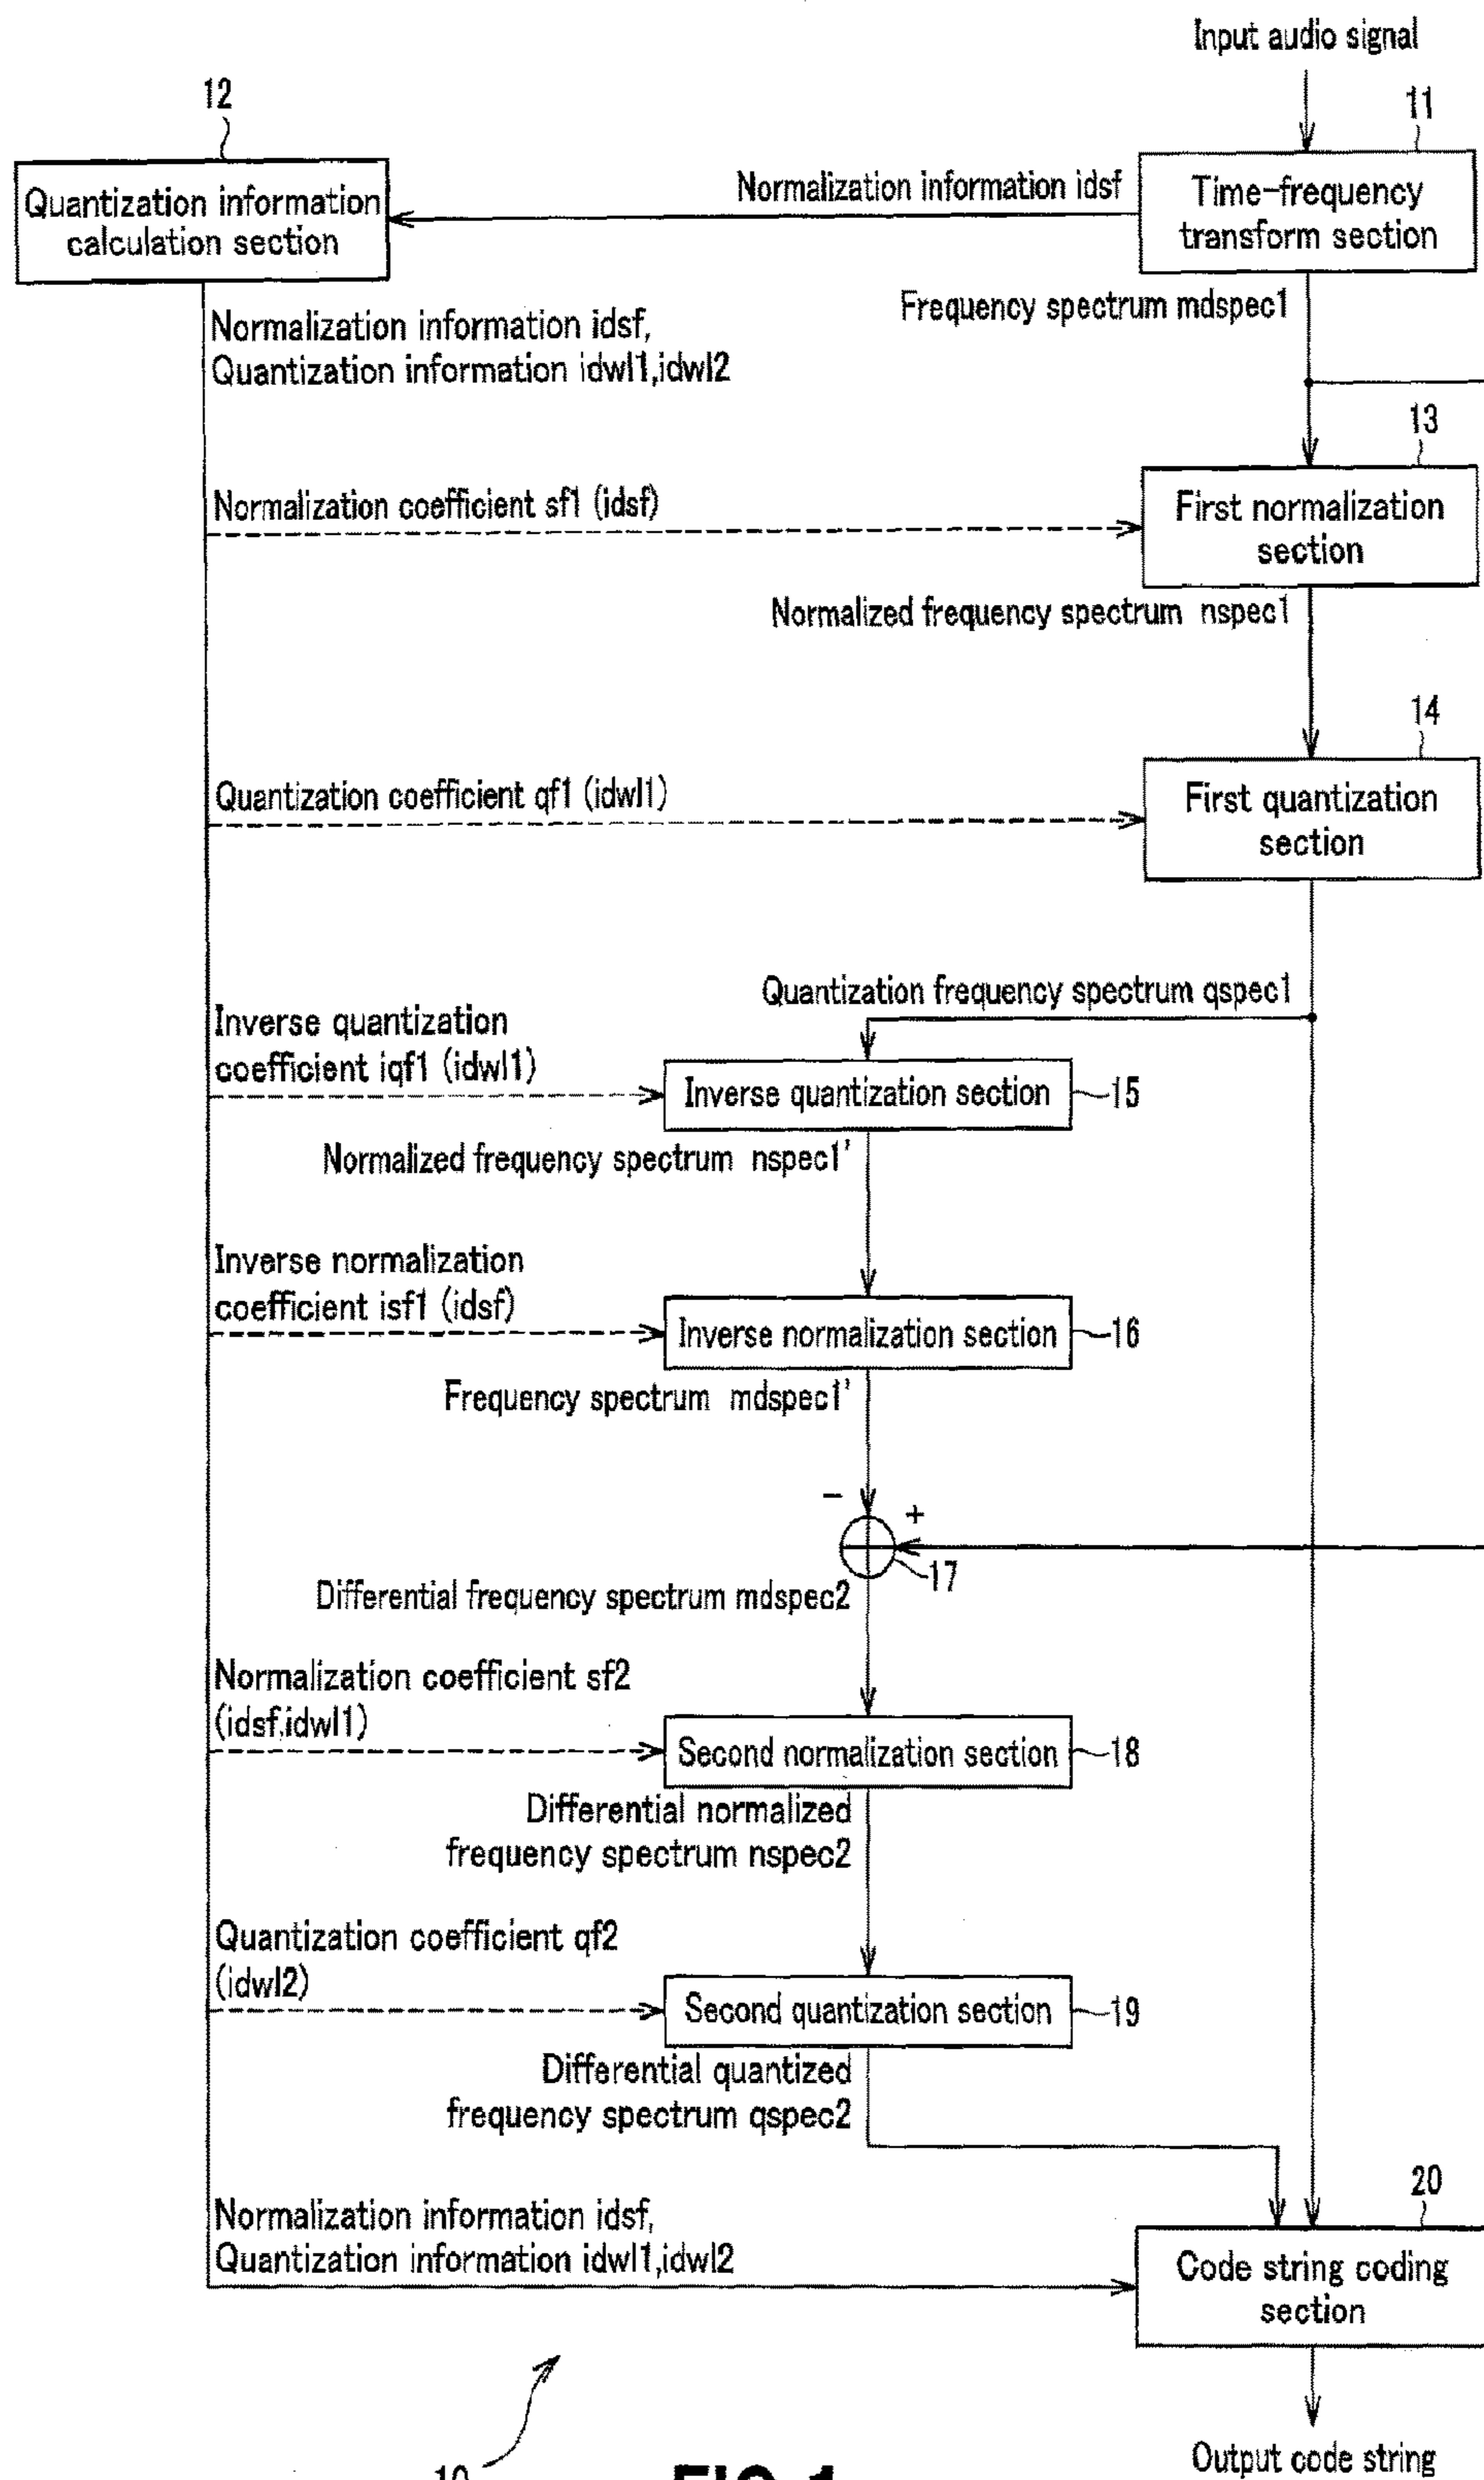 Input audio signal
12
11
Quantization information
calculation section
Normalization information idsf
Time-frequency
transform section
Frequency spectrum mdspec1
Normalization information idsf,
Quantization information idwl1,idwl2
13
Normalization coefficient sf1 (idsf)
First normalization
section
Normalized frequency spectrum nspec1
14
Quantization coefficient qf1 (idwl1)
First quantization
section
Quantization frequency spectrum qspec1
Inverse quantization
coefficient iqf1 (idwl1)
Inverse quantization section
15
Normalized frequency spectrum nspec1'
Inverse normalization
coefficient isf1 (idsf)
Inverse normalization section
16
Frequency spectrum mdspec1'
−
+
17
Differential frequency spectrum mdspec2
Normalization coefficient sf2
(idsf,idwl1)
Second normalization section
18
Differential normalized
frequency spectrum nspec2
Quantization coefficient qf2
(idwl2)
Second quantization section
19
Differential quantized
frequency spectrum qspec2
20
Normalization information idsf,
Quantization information idwl1,idwl2
Code string coding
section
10
Output code string
FIG.1